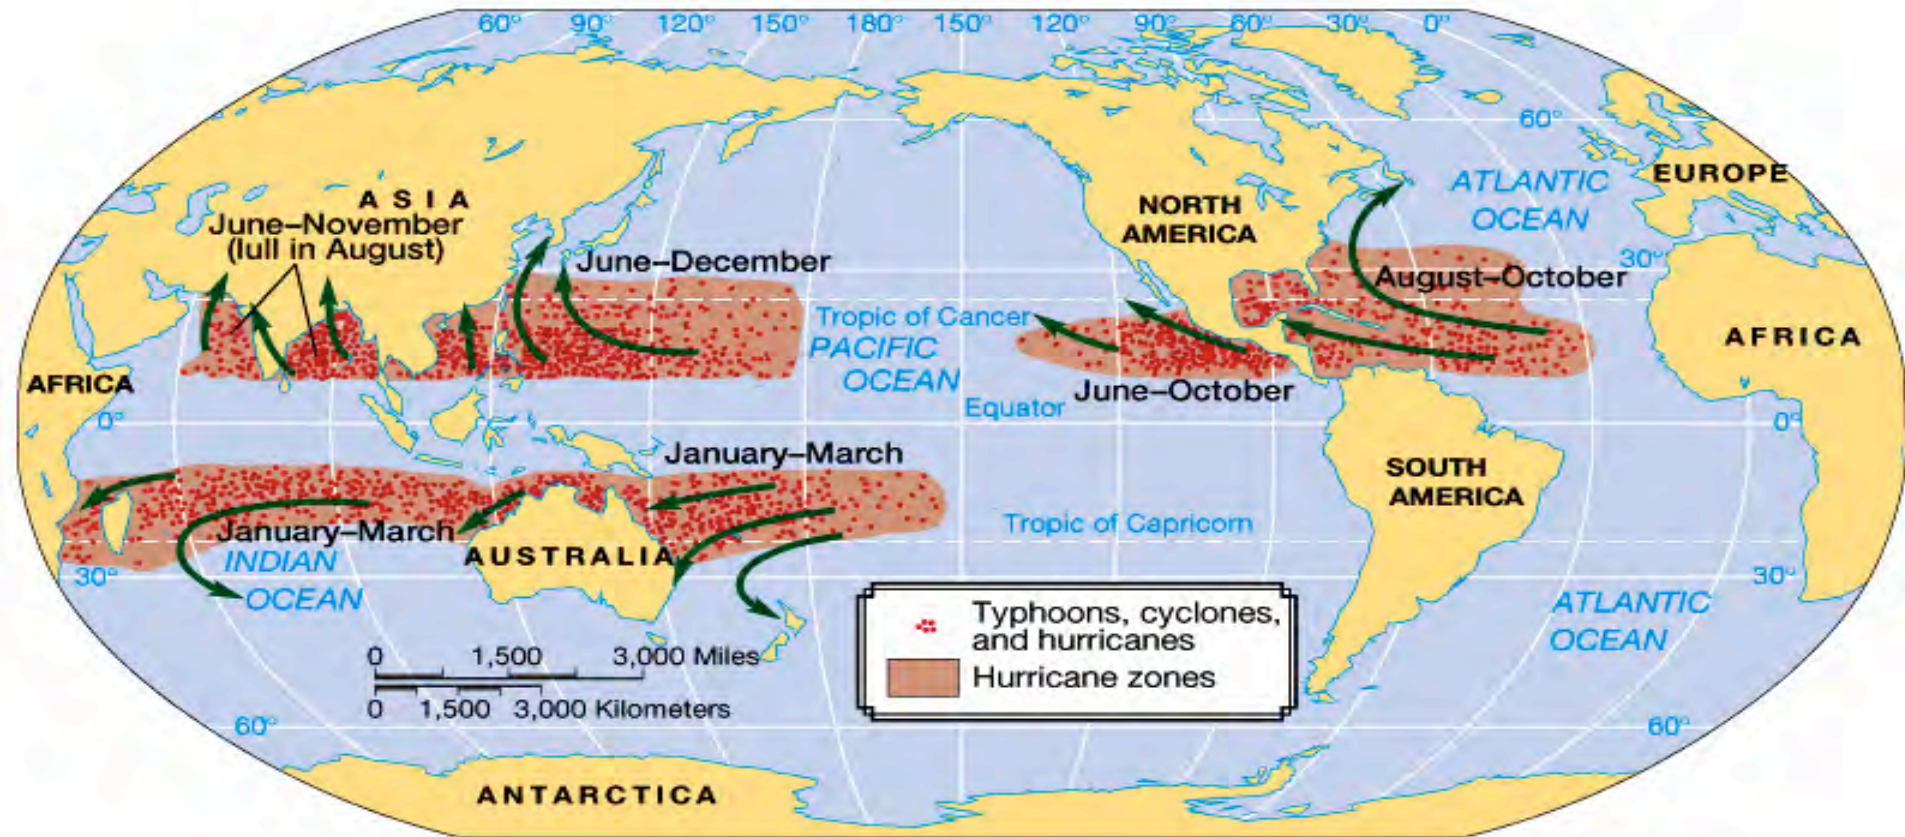 60° 90° 120° 150° 180° 150° 120° 90° 60° 30° 0°
60°
EUROPE
ATLANTIC
OCEAN
ASIA
NORTH
AMERICA
June–November
(lull in August)
June–December
30°
August–October
Tropic of Cancer
PACIFIC
OCEAN
AFRICA
AFRICA
June–October
Equator
0°
0°
January–March
SOUTH
AMERICA
January–March
Tropic of Capricorn
INDIAN
OCEAN
AUSTRALIA
30°
30°
ATLANTIC
OCEAN
Typhoons, cyclones,
and hurricanes
Hurricane zones
0 1,500 3,000 Miles
0 1,500 3,000 Kilometers
60°
60°
ANTARCTICA